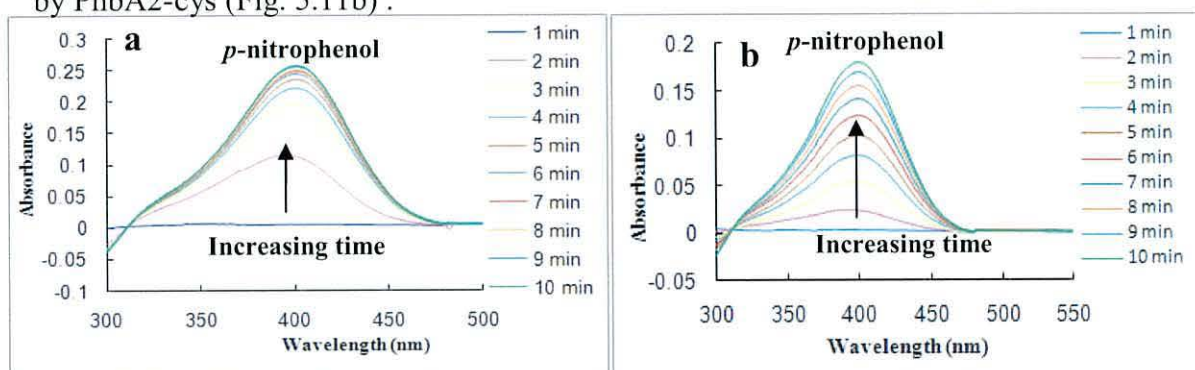 by PhbA2-cys (Fig. 5.11b) .
a
p-nitrophenol
0.3
0.25
0.2
0.15
0.1
0.05
0
-0.05
-0.1
Absorbance
Increasing time
300 350 400 450 500
Wavelength (nm)
1 min
2 min
3 min
4 min
5 min
6 min
7 min
8 min
9 min
10 min
b
p-nitrophenol
0.2
0.15
0.1
0.05
0
-0.05
Absorbance
Increasing time
300 350 400 450 500 550
Wavelength (nm)
1 min
2 min
3 min
4 min
5 min
6 min
7 min
8 min
9 min
10 min